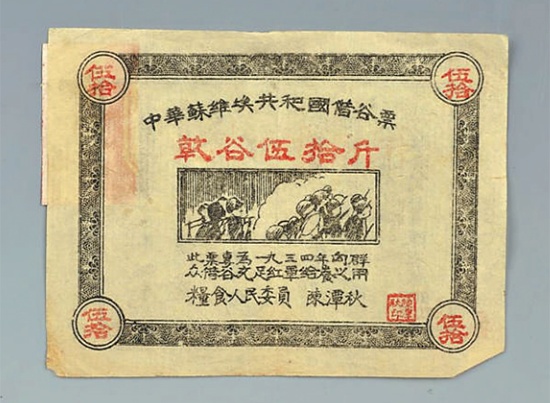 伍拾
伍拾
中華蘇維埃共和國借谷票
乾谷伍拾斤
此票專為一九三四年向群
众借谷充足紅軍給養之用
糧食人民委員 陳潭秋
伍拾
伍拾